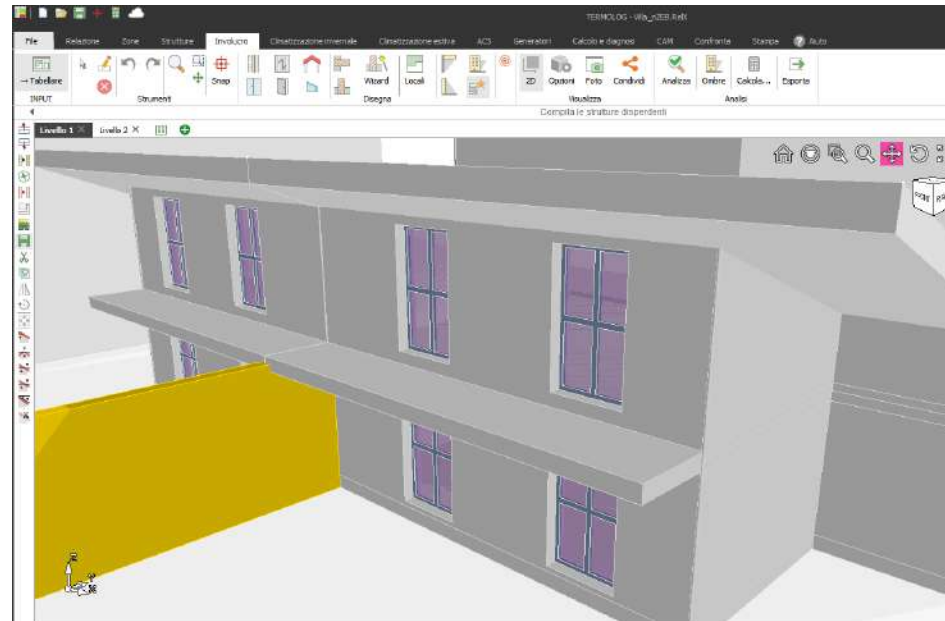 TERMOLOG - Villa_nZEB.RelX
File Relazione Zone Strutture Involucro Climatizzazione invernale Climatizzazione estiva ACS Generatori Calcolo e diagnosi CAM Confronta Stampe Aiuto
→ Tabellare Snap Wizard Locali 2D Opzioni Foto Condividi Analizza Ombre Calcola... Esporta
INPUT Strumenti Disegna Visualizza Analisi
Compila le strutture disperdenti
Livello 1 Livello 2